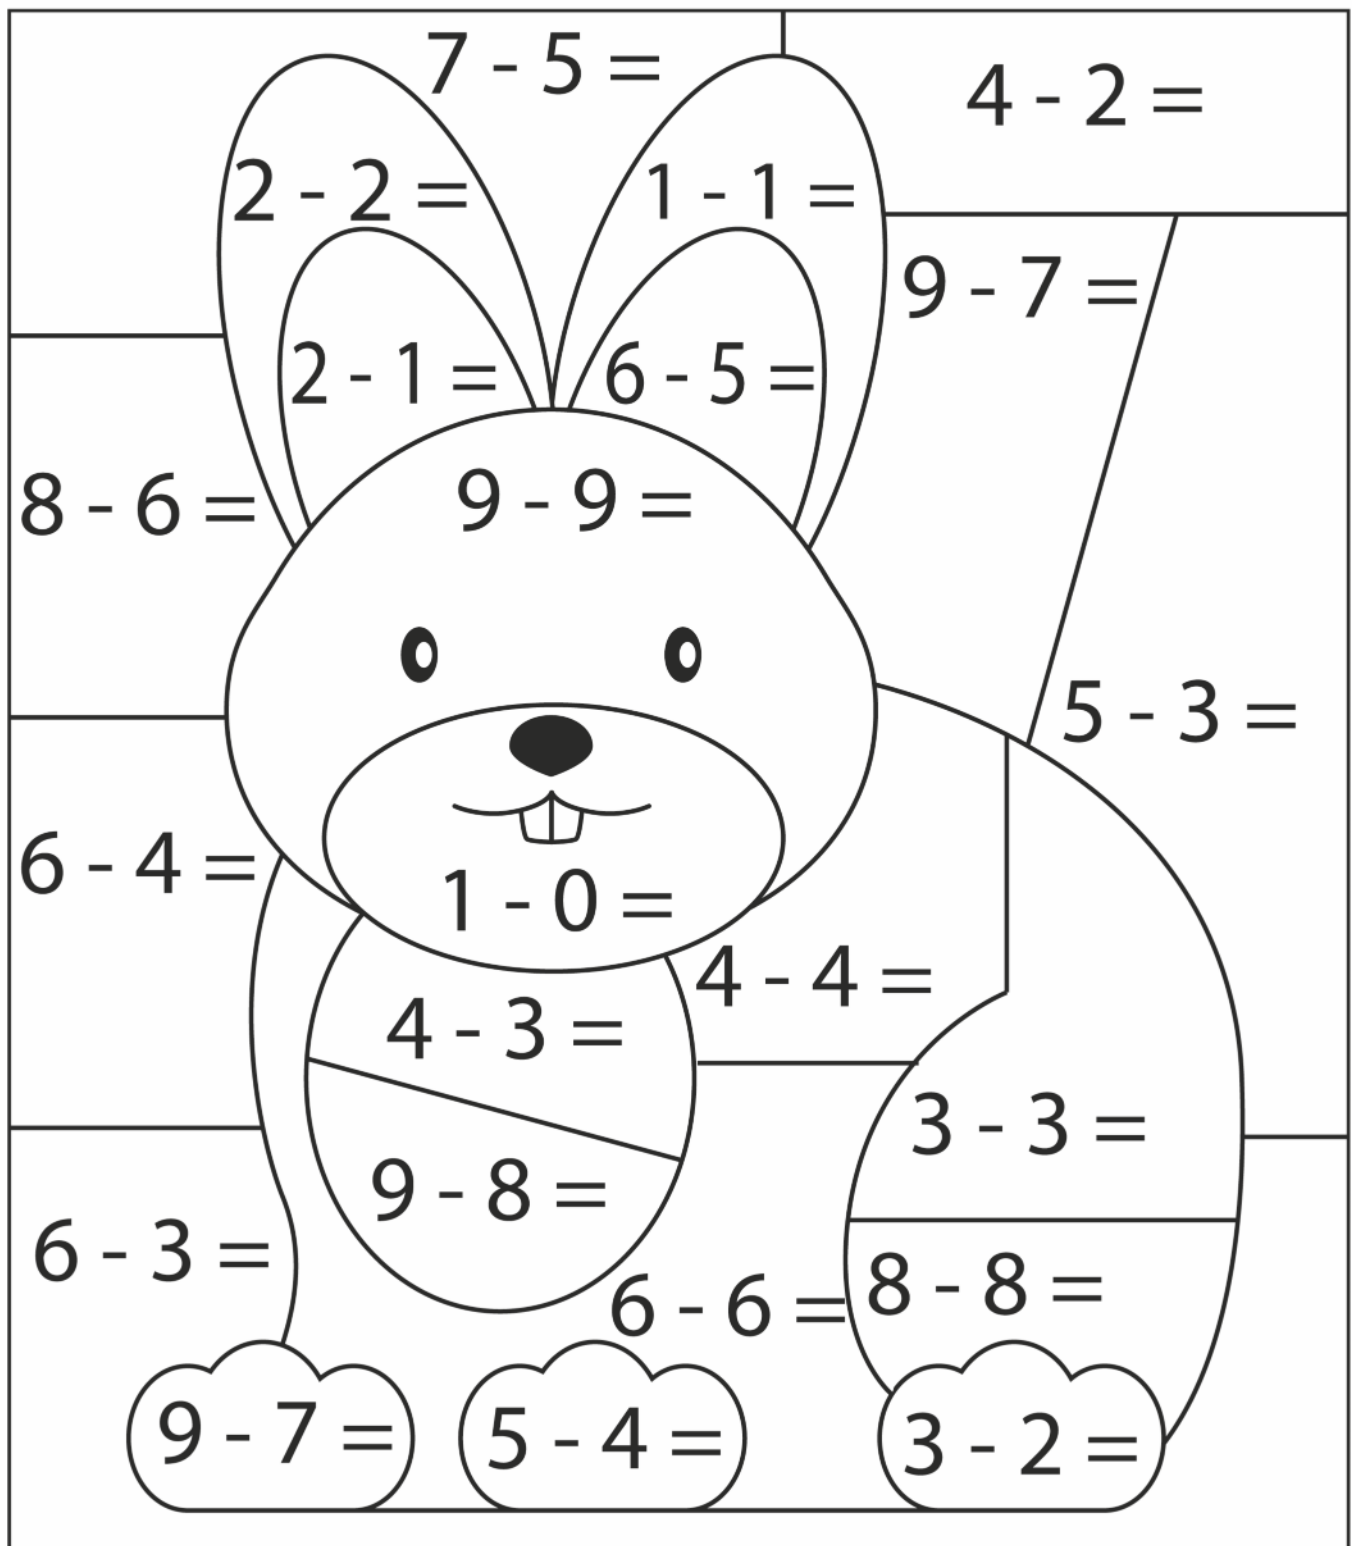 7 - 5 =
4 - 2 =
2 - 2 =
1 - 1 =
9 - 7 =
2 - 1 =
6 - 5 =
8 - 6 =
9 - 9 =
5 - 3 =
6 - 4 =
1 - 0 =
4 - 4 =
4 - 3 =
3 - 3 =
9 - 8 =
6 - 3 =
8 - 8 =
6 - 6 =
9 - 7 =
5 - 4 =
3 - 2 =